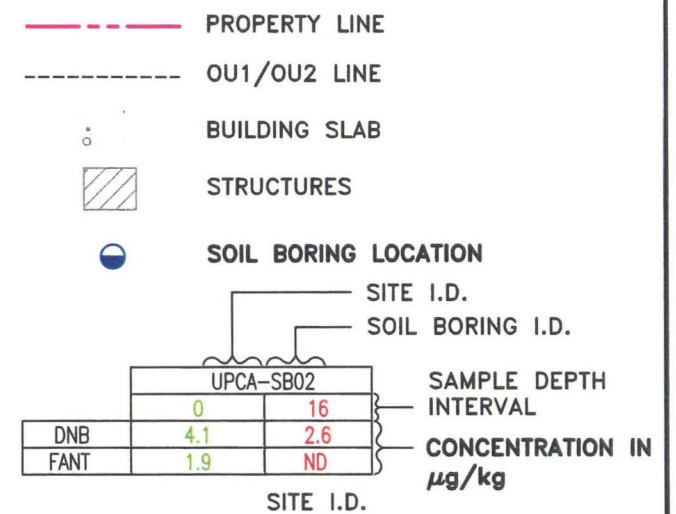 PROPERTY LINE
OU1/OU2 LINE
BUILDING SLAB
STRUCTURES
SOIL BORING LOCATION
SITE I.D.
SOIL BORING I.D.
UPCA-SB02
SAMPLE DEPTH
INTERVAL
0 16
DNB 4.1 2.6
FANT 1.9 ND
CONCENTRATION IN
µg/kg
SITE I.D.